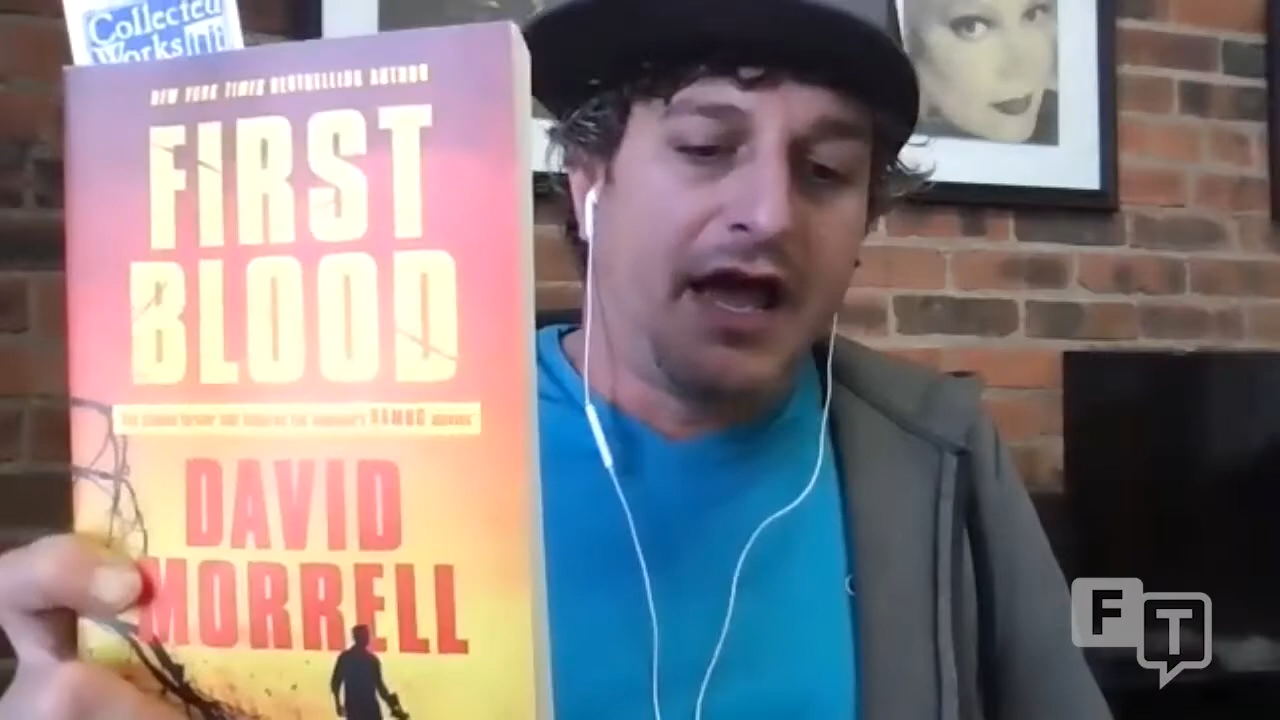 Collected
Works
NEW YORK TIMES BESTSELLING AUTHOR
FIRST
BLOOD
RAMBO
DAVID
MORRELL
F
T